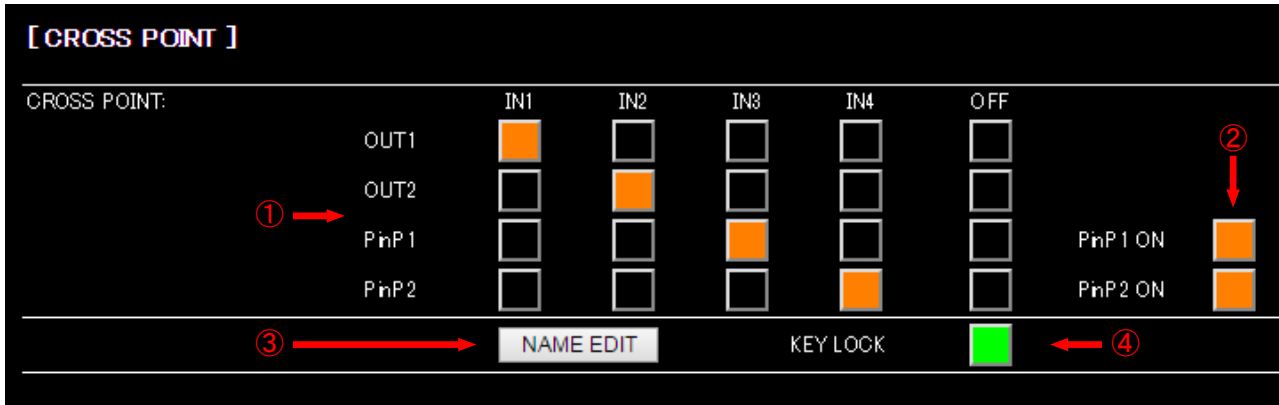 [ CROSS POINT ]
CROSS POINT: IN1 IN2 IN3 IN4 OFF
OUT1 ②
OUT2
① PinP1 PinP1 ON
PinP2 PinP2 ON
③ NAME EDIT KEY LOCK ④